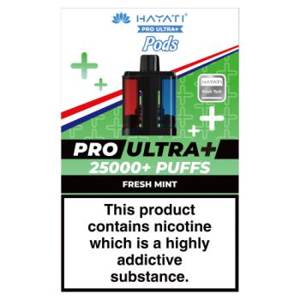 HAYATI
PRO ULTRA+
Pods
PRO ULTRA+
25000+ PUFFS
FRESH MINT
This product
contains nicotine
which is a highly
addictive
substance.